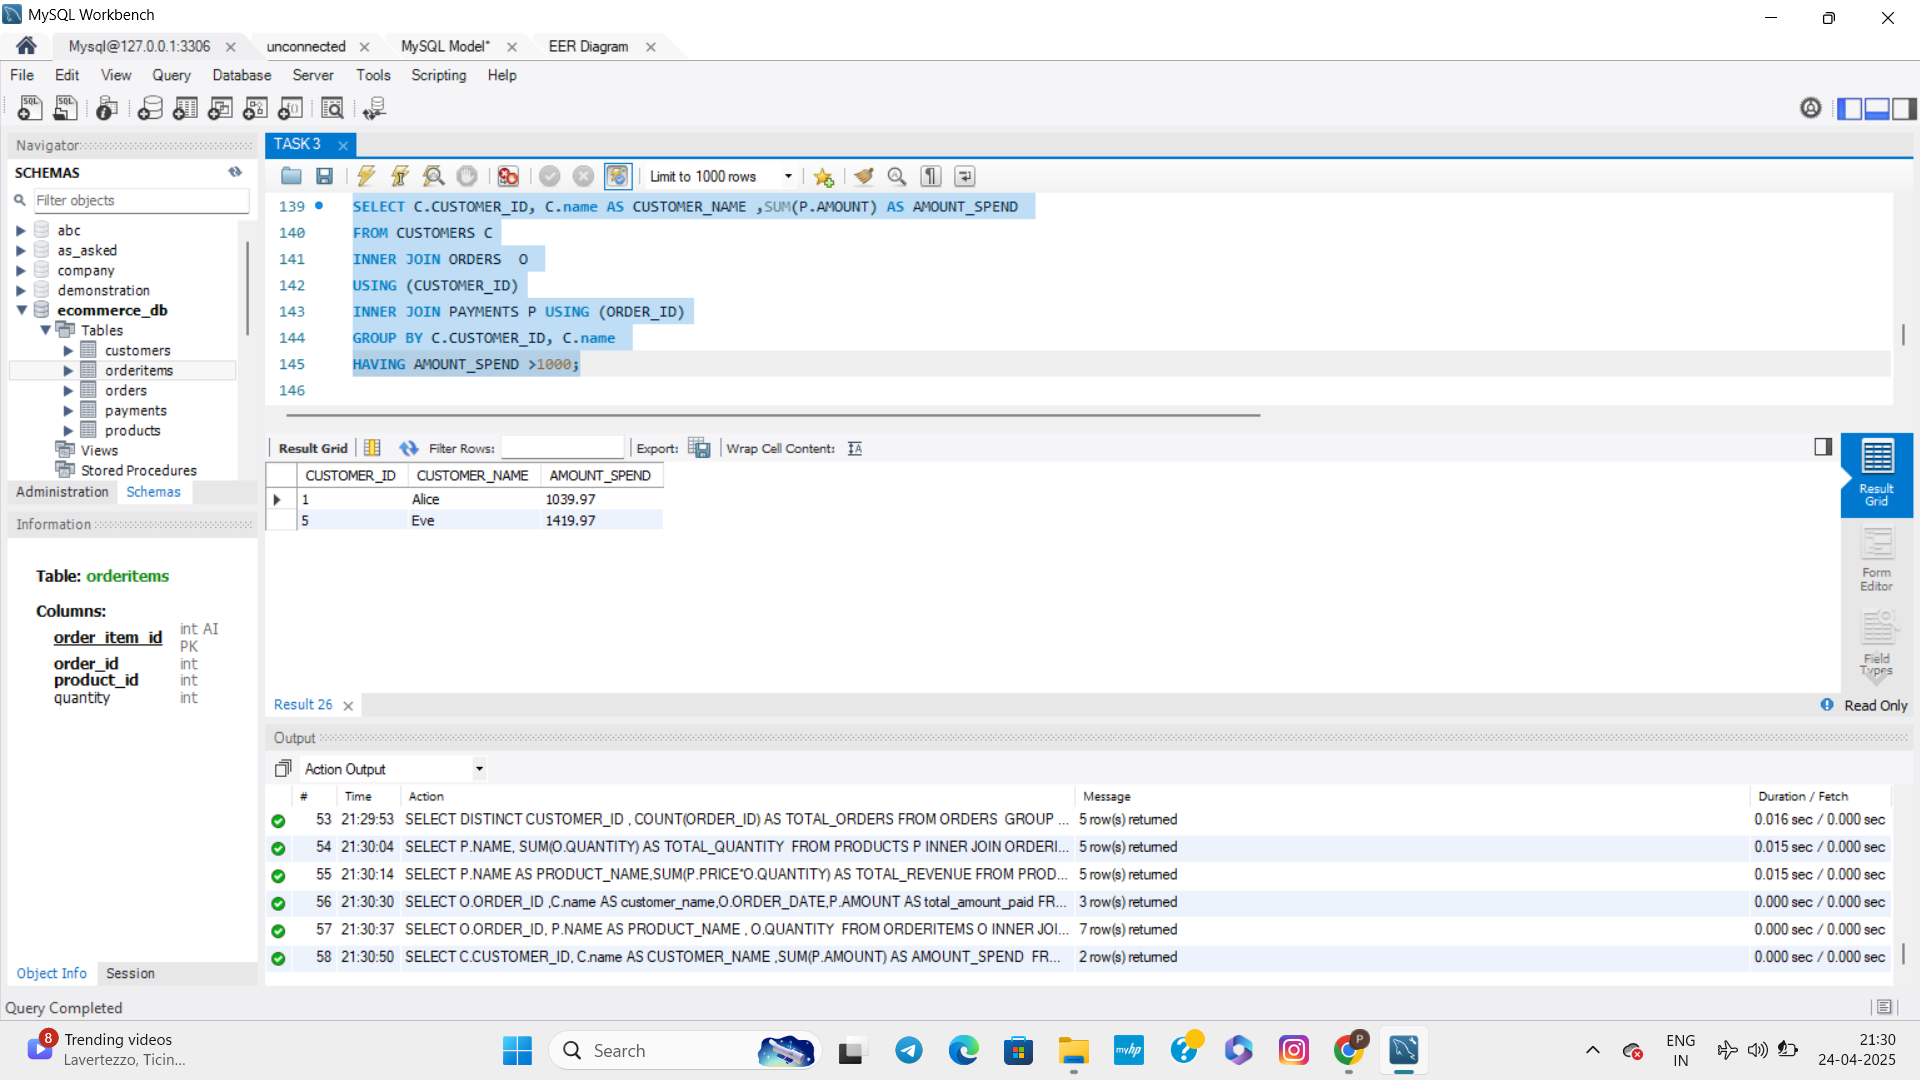 MySQL Workbench
Mysql@127.0.0.1:3306
unconnected
MySQL Model*
EER Diagram
File Edit View Query Database Server Tools Scripting Help
Navigator
SCHEMAS
Filter objects
abc
as_asked
company
demonstration
ecommerce_db
Tables
customers
orderitems
orders
payments
products
Views
Stored Procedures
Administration Schemas
Information
Table: orderitems
Columns:
order_item_id int AI PK
order_id int
product_id int
quantity int
Object Info Session
TASK 3
Limit to 1000 rows
139 SELECT C.CUSTOMER_ID, C.name AS CUSTOMER_NAME ,SUM(P.AMOUNT) AS AMOUNT_SPEND
140 FROM CUSTOMERS C
141 INNER JOIN ORDERS O
142 USING (CUSTOMER_ID)
143 INNER JOIN PAYMENTS P USING (ORDER_ID)
144 GROUP BY C.CUSTOMER_ID, C.name
145 HAVING AMOUNT_SPEND >1000;
146
Result Grid Filter Rows: Export: Wrap Cell Content:
CUSTOMER_ID CUSTOMER_NAME AMOUNT_SPEND
1 Alice 1039.97
5 Eve 1419.97
Result Grid
Form Editor
Field Types
Result 26
Read Only
Output
Action Output
# Time Action Message Duration / Fetch
53 21:29:53 SELECT DISTINCT CUSTOMER_ID , COUNT(ORDER_ID) AS TOTAL_ORDERS FROM ORDERS GROUP ... 5 row(s) returned 0.016 sec / 0.000 sec
54 21:30:04 SELECT P.NAME, SUM(O.QUANTITY) AS TOTAL_QUANTITY FROM PRODUCTS P INNER JOIN ORDERI... 5 row(s) returned 0.015 sec / 0.000 sec
55 21:30:14 SELECT P.NAME AS PRODUCT_NAME,SUM(P.PRICE*O.QUANTITY) AS TOTAL_REVENUE FROM PROD... 5 row(s) returned 0.015 sec / 0.000 sec
56 21:30:30 SELECT O.ORDER_ID ,C.name AS customer_name,O.ORDER_DATE,P.AMOUNT AS total_amount_paid FR... 3 row(s) returned 0.000 sec / 0.000 sec
57 21:30:37 SELECT O.ORDER_ID, P.NAME AS PRODUCT_NAME , O.QUANTITY FROM ORDERITEMS O INNER JOI... 7 row(s) returned 0.000 sec / 0.000 sec
58 21:30:50 SELECT C.CUSTOMER_ID, C.name AS CUSTOMER_NAME ,SUM(P.AMOUNT) AS AMOUNT_SPEND FR... 2 row(s) returned 0.000 sec / 0.000 sec
Query Completed
8
Trending videos
Lavertezzo, Ticin...
Search
myhp
P
ENG
IN
21:30
24-04-2025